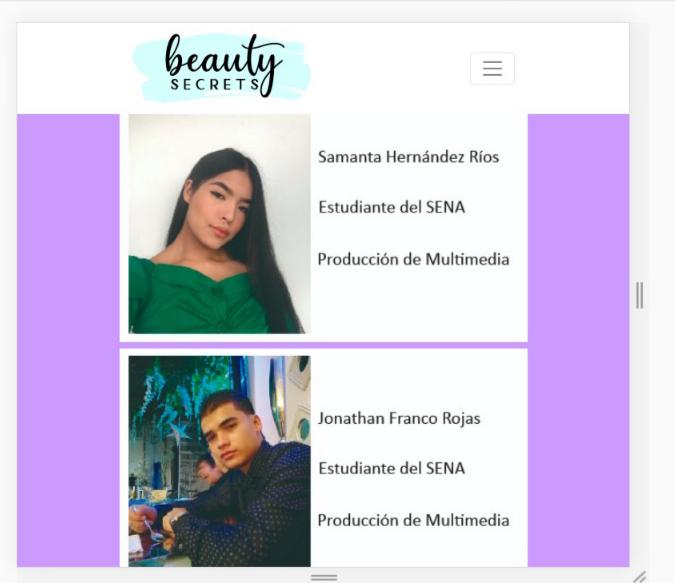 beauty
SECRETS
Samanta Hernández Ríos
Estudiante del SENA
Producción de Multimedia
Jonathan Franco Rojas
Estudiante del SENA
Producción de Multimedia